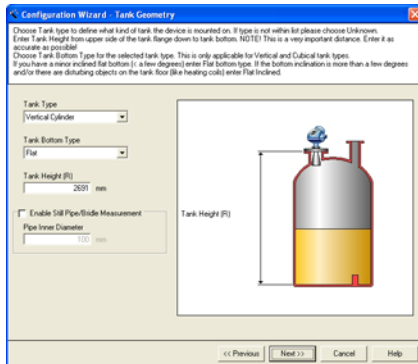 Configuration Wizard - Tank Geometry
Choose Tank type to define what kind of tank the device is mounted on. If type is not within list please choose Unknown.
Enter Tank Height from upper side of the tank flange down to tank bottom. NOTE! This is a very important distance. Enter it as
accurate as possible!
Choose Tank Bottom Type for the selected tank type. This is only applicable for Vertical and Cubical tank types.
If you have a minor inclined flat bottom (< a few degrees) enter Flat bottom type. If the bottom inclination is more than a few degrees
and/or there are disturbing objects on the tank floor (like heating coils) enter Flat Inclined.
Tank Type
Vertical Cylinder
Tank Bottom Type
Flat
Tank Height (R)
2691 mm
Enable Still Pipe/Bridle Measurement
Pipe Inner Diameter
100 mm
Tank Height (R)
<< Previous
Next >>
Cancel
Help